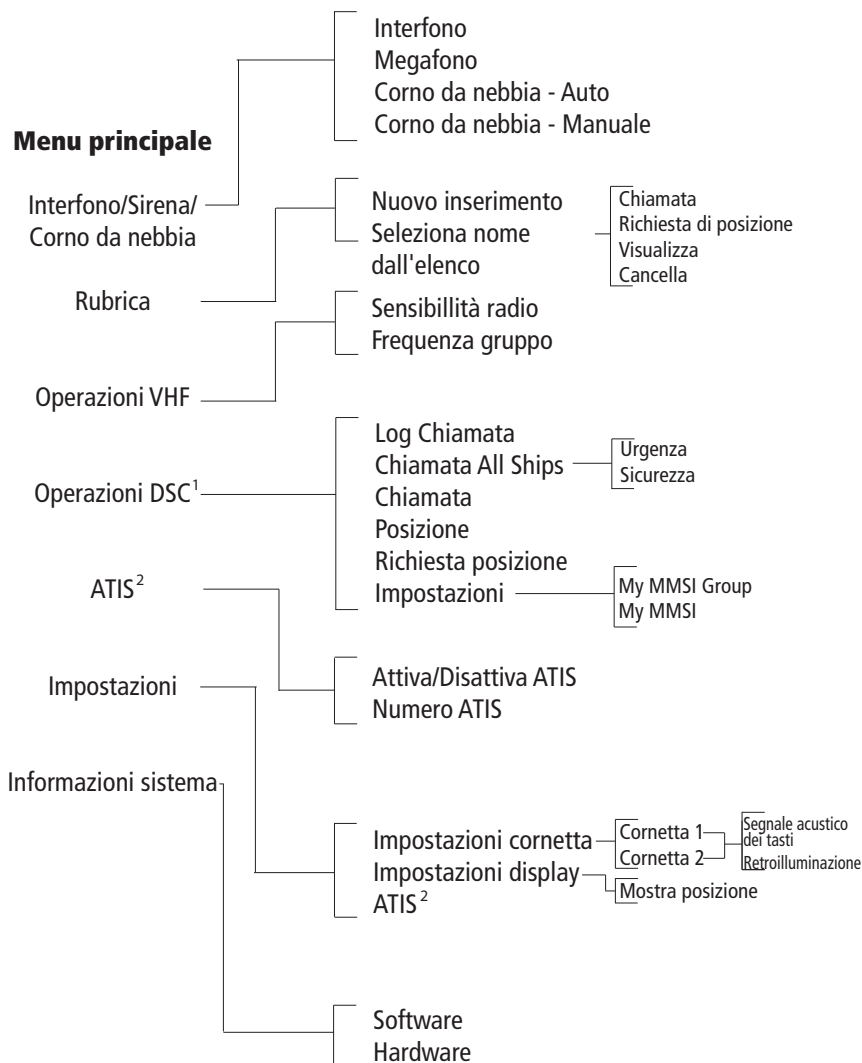 Menu principale
Interfono/Sirena/
Corno da nebbia
Interfono
Megafono
Corno da nebbia - Auto
Corno da nebbia - Manuale
Rubrica
Nuovo inserimento
Seleziona nome
dall'elenco
Chiamata
Richiesta di posizione
Visualizza
Cancella
Operazioni VHF
Sensibillità radio
Frequenza gruppo
Operazioni DSC1
Log Chiamata
Chiamata All Ships
Urgenza
Sicurezza
Chiamata
Posizione
Richiesta posizione
Impostazioni
My MMSI Group
My MMSI
ATIS2
Attiva/Disattiva ATIS
Numero ATIS
Impostazioni
Impostazioni cornetta
Cornetta 1
Cornetta 2
Segnale acustico
dei tasti
Retroilluminazione
Impostazioni display
Mostra posizione
ATIS2
Informazioni sistema
Software
Hardware